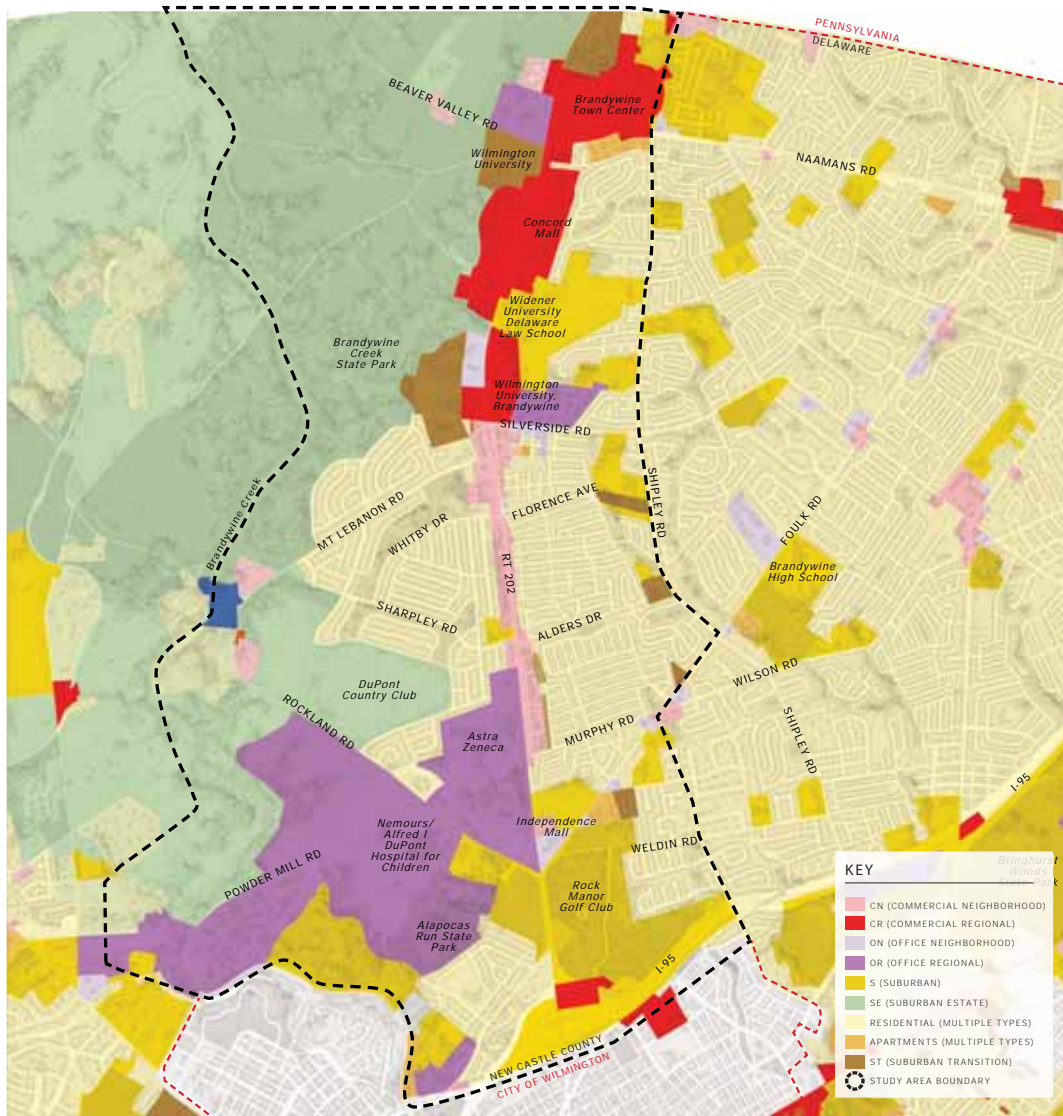 PENNSYLVANIA
DELAWARE
BEAVER VALLEY RD
Brandywine
Town Center
Wilmington
University
NAAMANS RD
Concord
Mall
Widener
University
Delaware
Law School
Brandywine
Creek
State Park
Wilmington
University,
Brandywine
SILVERSIDE RD
SHIPLEY RD
MT LEBANON RD
WHITBY DR
FLORENCE AVE
FOULK RD
Brandywine Creek
RT 202
Brandywine
High School
SHARPLEY RD
ALDERS DR
WILSON RD
DuPont
Country Club
ROCKLAND RD
Astra
Zeneca
MURPHY RD
SHIPLEY RD
I-95
Nemours/
Alfred I
DuPont
Hospital for
Children
Independence
Mall
WELDIN RD
POWDER MILL RD
Rock
Manor
Golf Club
Alapocas
Run State
Park
I-95
NEW CASTLE COUNTY
CITY OF WILMINGTON
Bringhurst
Woods
State Park
KEY
CN (COMMERCIAL NEIGHBORHOOD)
CR (COMMERCIAL REGIONAL)
ON (OFFICE NEIGHBORHOOD)
OR (OFFICE REGIONAL)
S (SUBURBAN)
SE (SUBURBAN ESTATE)
RESIDENTIAL (MULTIPLE TYPES)
APARTMENTS (MULTIPLE TYPES)
ST (SUBURBAN TRANSITION)
STUDY AREA BOUNDARY